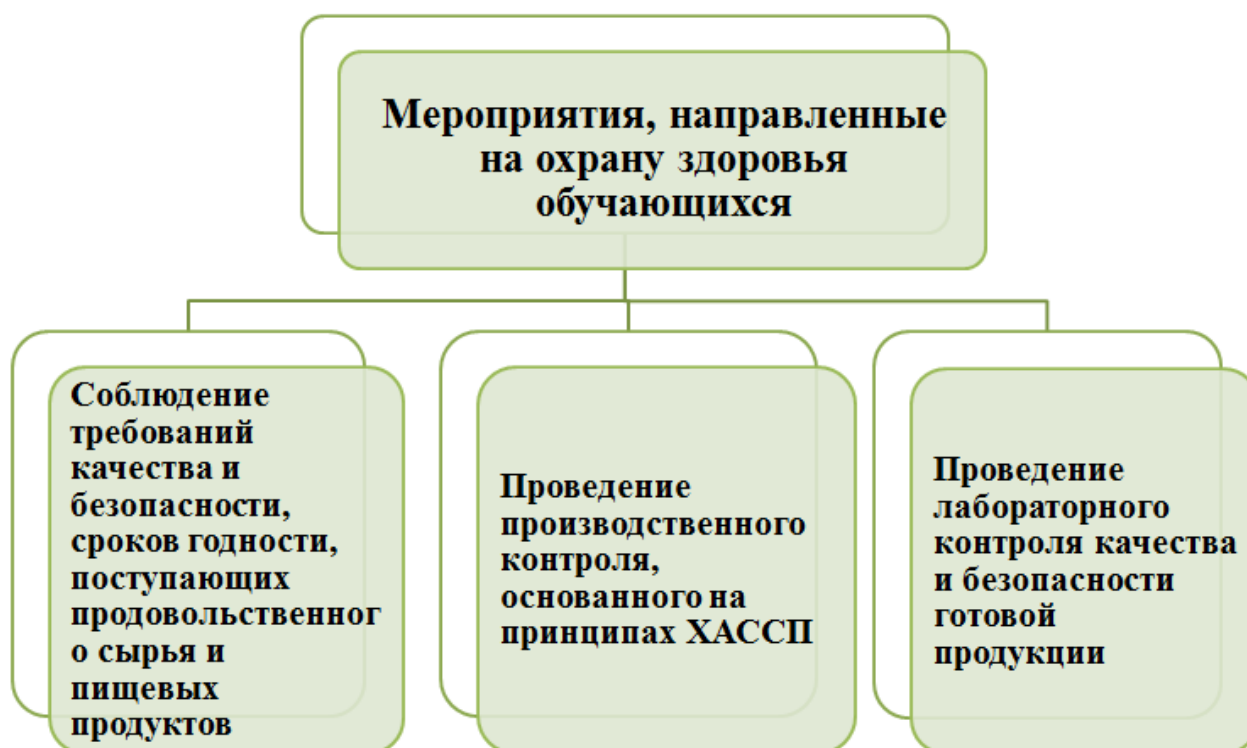 Мероприятия, направленные
на охрану здоровья
обучающихся
Соблюдение
требований
качества и
безопасности,
сроков годности,
поступающих
продовольственног
о сырья и
пищевых
продуктов
Проведение
производственного
контроля,
основанного на
принципах ХАССП
Проведение
лабораторного
контроля качества
и безопасности
готовой
продукции